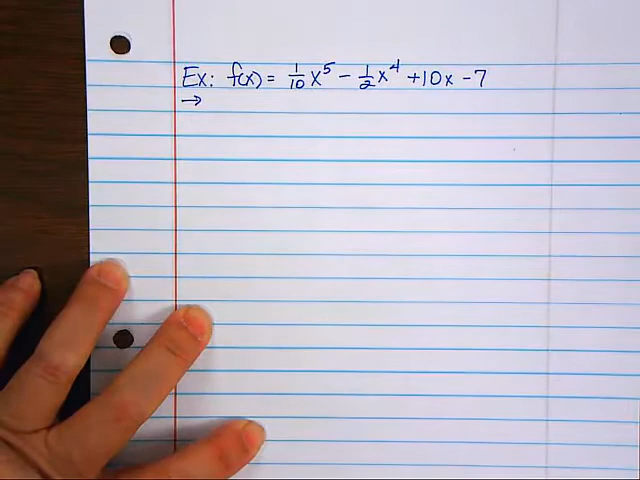 Ex: f(x) = 1/10 x^5 - 1/2 x^4 + 10x - 7
→